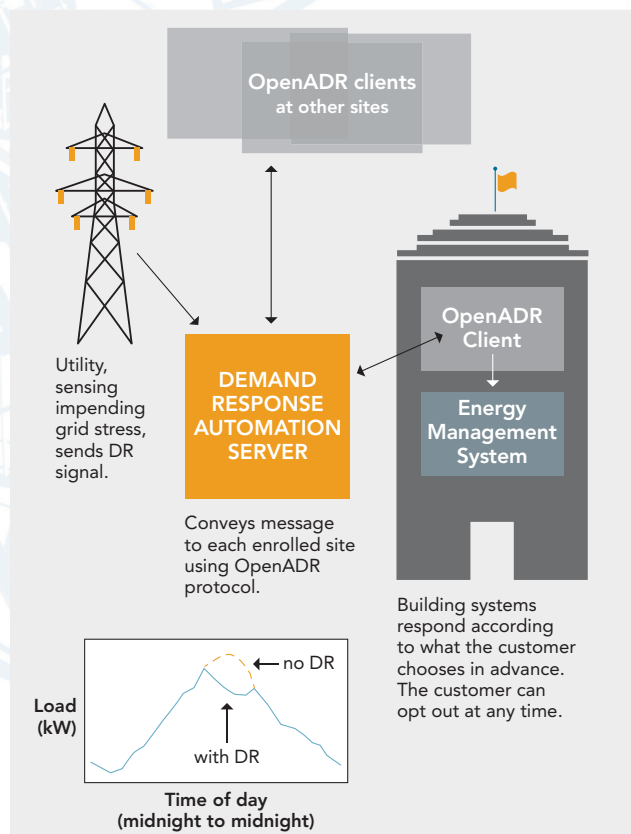 OpenADR clients
at other sites
Utility,
sensing
impending
grid stress,
sends DR
signal.
DEMAND
RESPONSE
AUTOMATION
SERVER
Conveys message
to each enrolled site
using OpenADR
protocol.
OpenADR
Client
Energy
Management
System
Building systems
respond according
to what the customer
chooses in advance.
The customer can
opt out at any time.
Load
(kW)
no DR
with DR
Time of day
(midnight to midnight)